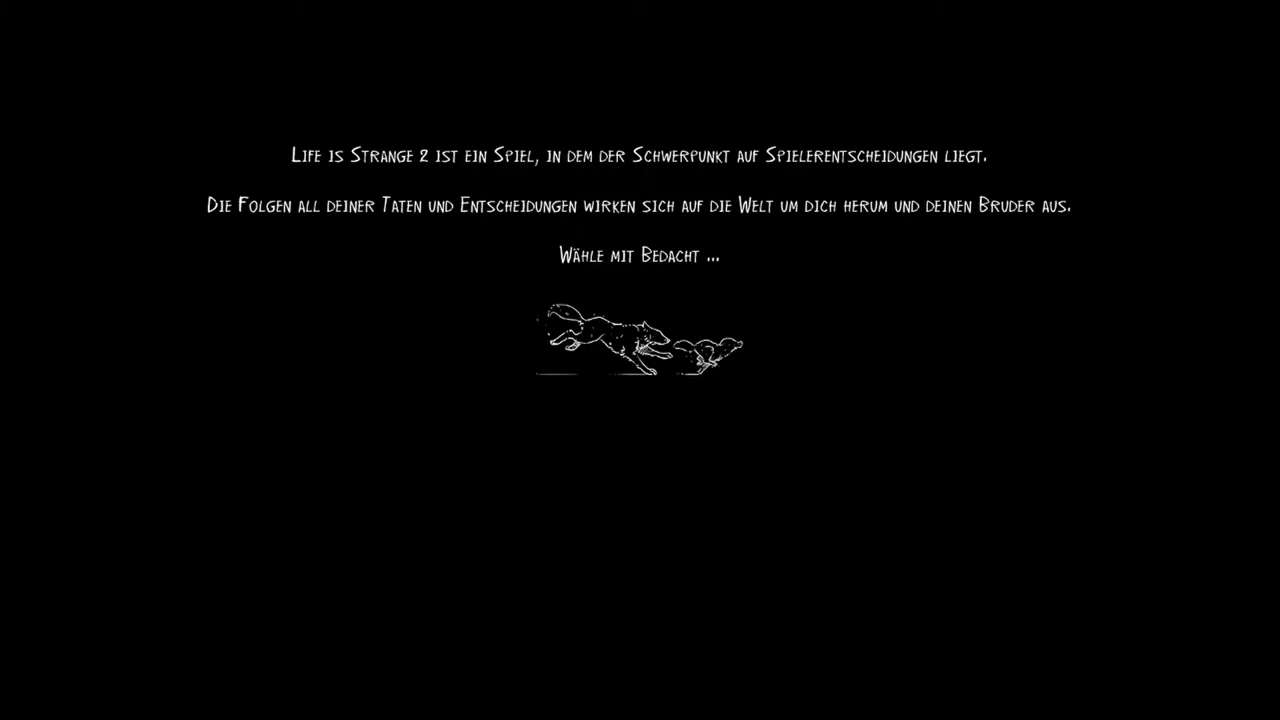 Life is Strange 2 ist ein Spiel, in dem der Schwerpunkt auf Spielerentscheidungen liegt.
Die Folgen all deiner Taten und Entscheidungen wirken sich auf die Welt um dich herum und deinen Bruder aus.
Wähle mit Bedacht ...